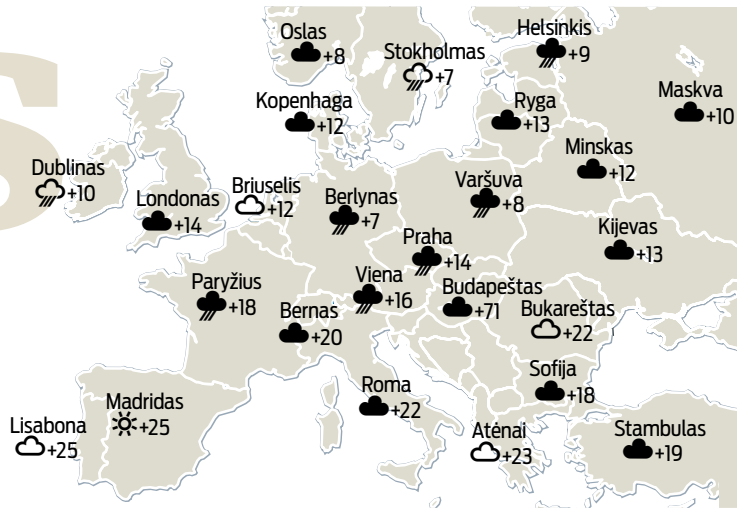 Oslas
+8
Stokholmas
+7
Helsinkis
+9
Kopenhaga
+12
Ryga
+13
Maskva
+10
Dublinas
+10
Londonas
+14
Briuselis
+12
Berlynas
+7
Varšuva
+8
Minskas
+12
Praha
+14
Kijevas
+13
Paryžius
+18
Viena
+16
Budapeštas
+71
Bernas
+20
Bukareštas
+22
Sofija
+18
Roma
+22
Madridas
+25
Lisabona
+25
Atėnai
+23
Stambulas
+19
S